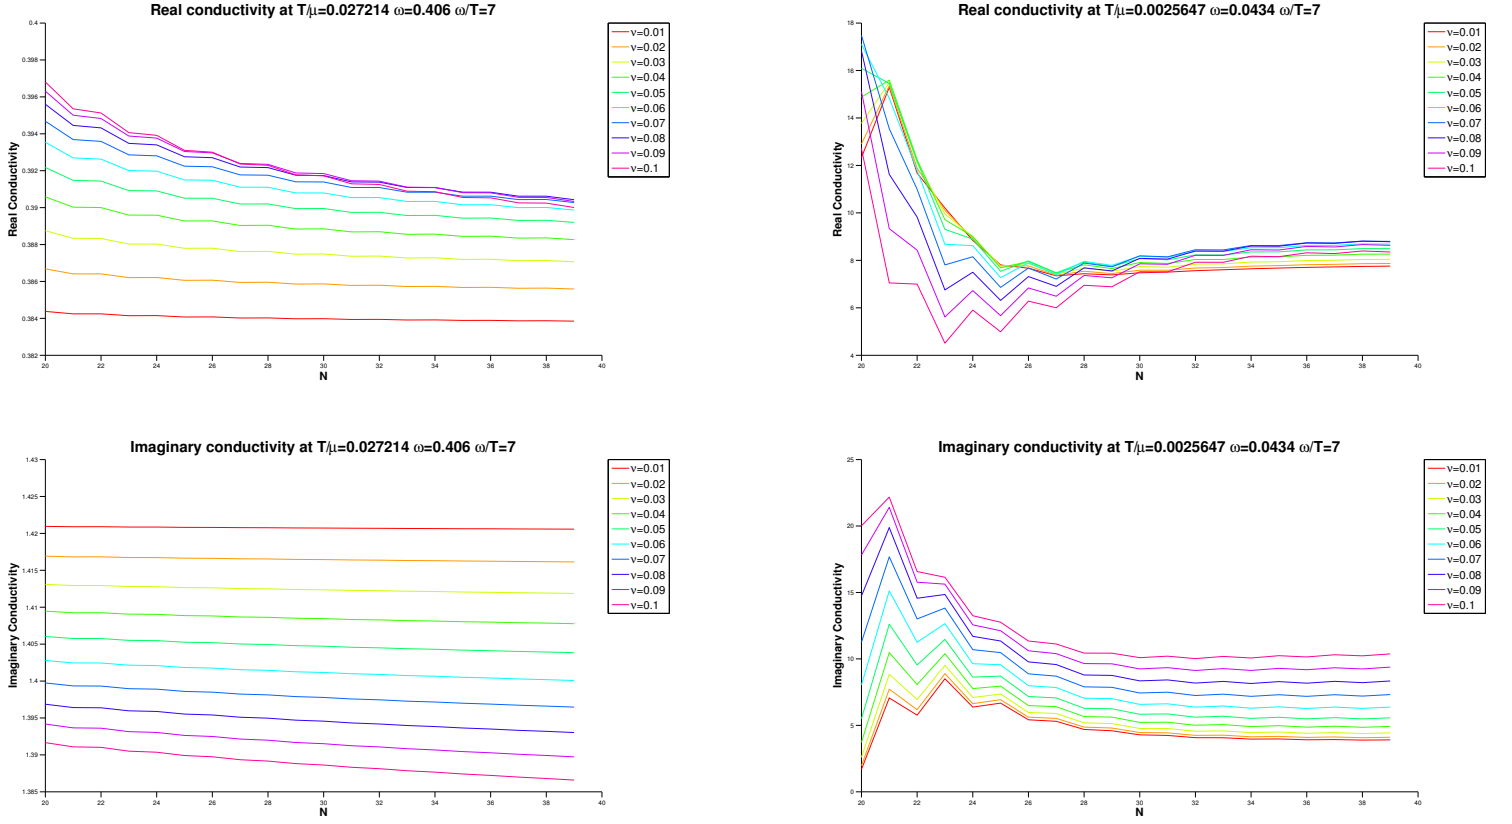 Real conductivity at T/μ=0.027214 ω=0.406 ω/T=7
Real Conductivity
0.4
0.398
0.396
0.394
0.392
0.39
0.388
0.386
0.384
0.382
20 22 24 26 28 30 32 34 36 38 40
N
ν=0.01
ν=0.02
ν=0.03
ν=0.04
ν=0.05
ν=0.06
ν=0.07
ν=0.08
ν=0.09
ν=0.1
Real conductivity at T/μ=0.0025647 ω=0.0434 ω/T=7
Real Conductivity
18
16
14
12
10
8
6
4
20 22 24 26 28 30 32 34 36 38 40
N
ν=0.01
ν=0.02
ν=0.03
ν=0.04
ν=0.05
ν=0.06
ν=0.07
ν=0.08
ν=0.09
ν=0.1
Imaginary conductivity at T/μ=0.027214 ω=0.406 ω/T=7
Imaginary Conductivity
1.43
1.425
1.42
1.415
1.41
1.405
1.4
1.395
1.39
1.385
20 22 24 26 28 30 32 34 36 38 40
N
ν=0.01
ν=0.02
ν=0.03
ν=0.04
ν=0.05
ν=0.06
ν=0.07
ν=0.08
ν=0.09
ν=0.1
Imaginary conductivity at T/μ=0.0025647 ω=0.0434 ω/T=7
Imaginary Conductivity
25
20
15
10
5
0
20 22 24 26 28 30 32 34 36 38 40
N
ν=0.01
ν=0.02
ν=0.03
ν=0.04
ν=0.05
ν=0.06
ν=0.07
ν=0.08
ν=0.09
ν=0.1